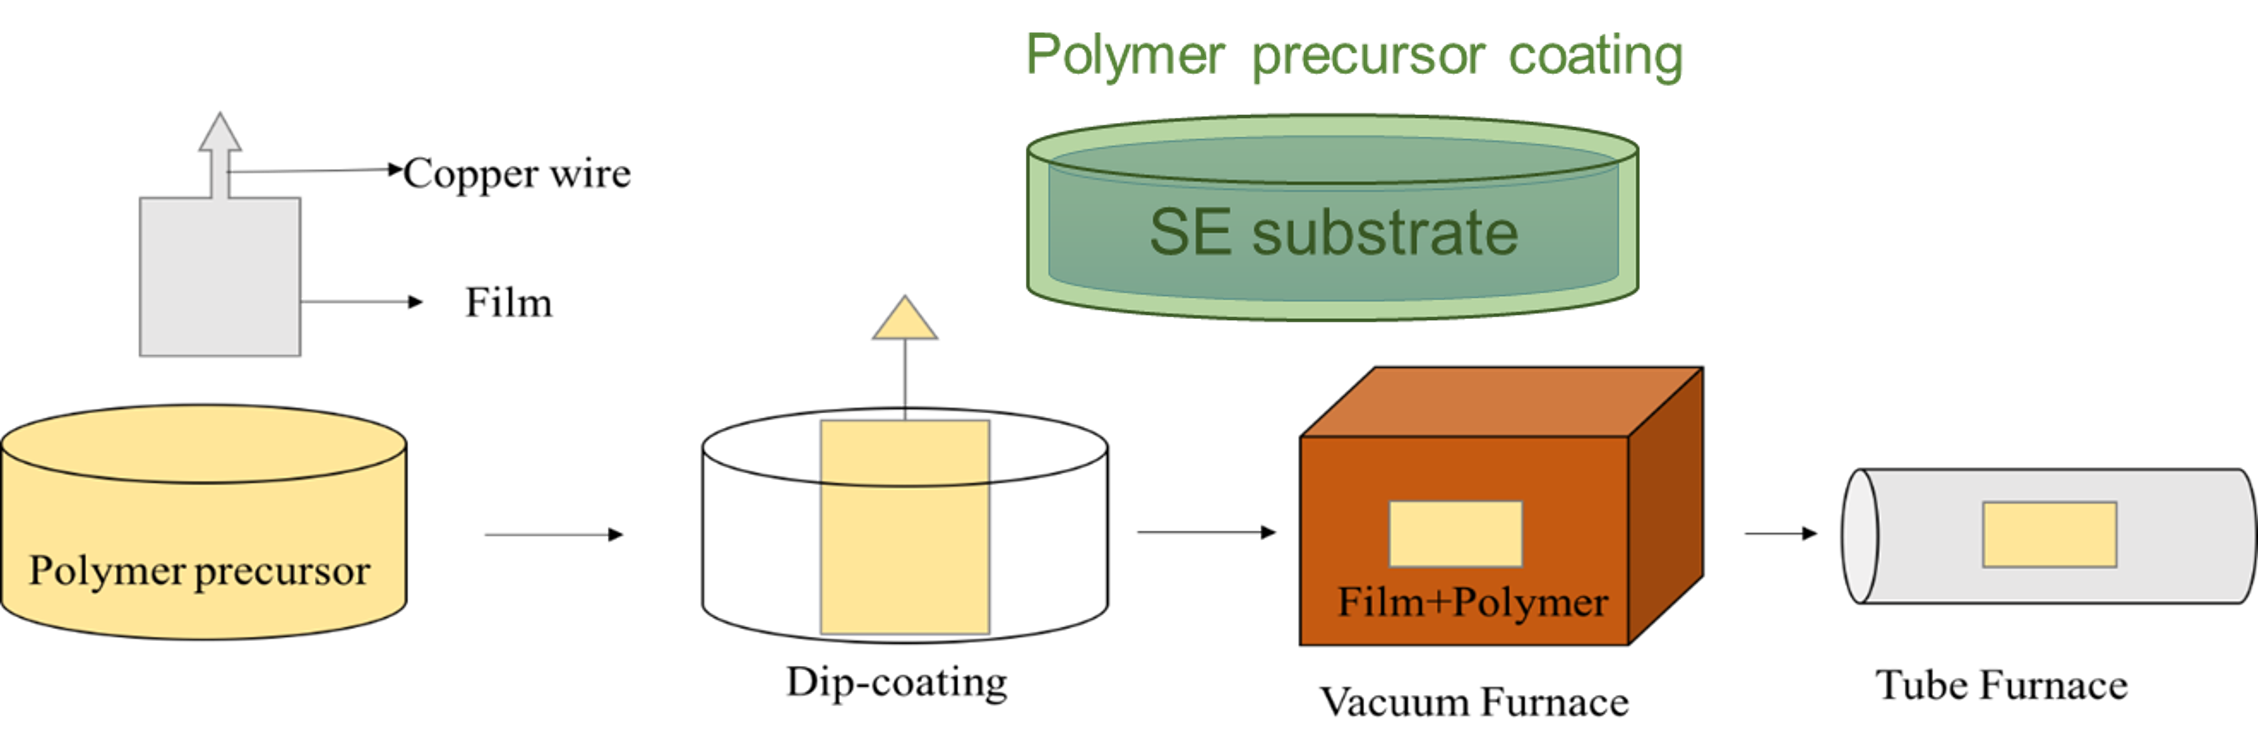 Polymer precursor coating
Copper wire
SE substrate
Film
Polymer precursor
Film+Polymer
Dip-coating
Vacuum Furnace
Tube Furnace